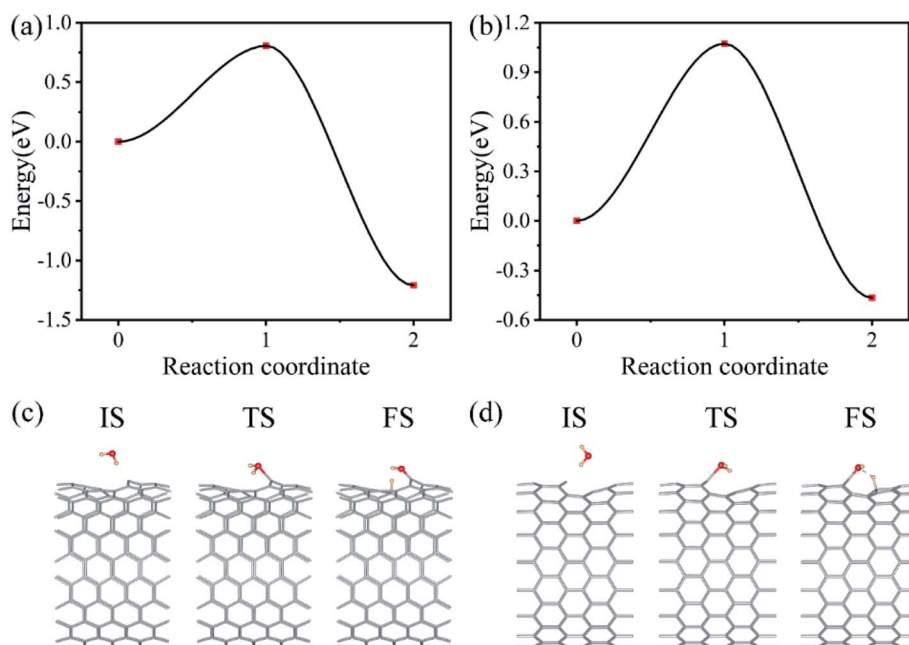 (a)
1.0
0.5
0.0
-0.5
-1.0
-1.5
Energy(eV)
0 1 2
Reaction coordinate
(b)
1.2
0.9
0.6
0.3
0.0
-0.3
-0.6
Energy(eV)
0 1 2
Reaction coordinate
(c) IS TS FS
(d) IS TS FS